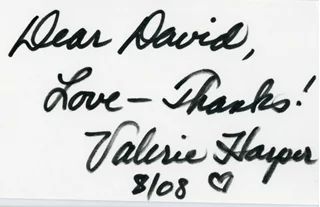 Dear David,
Love – Thanks!
Valerie Harper
8/08 ♡